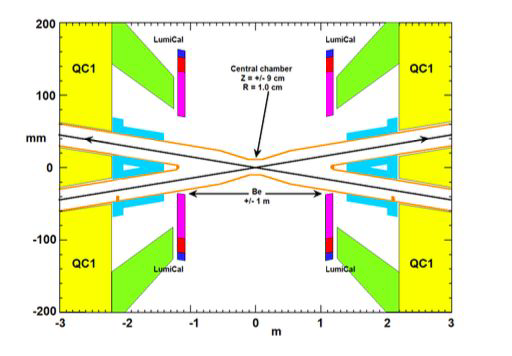 200
LumiCal
LumiCal
QC1
QC1
Central chamber
Z = +/- 9 cm
R = 1.0 cm
100
mm
0
Be
+/- 1 m
-100
QC1
QC1
LumiCal
LumiCal
-200
-3
-2
-1
0
1
2
3
m